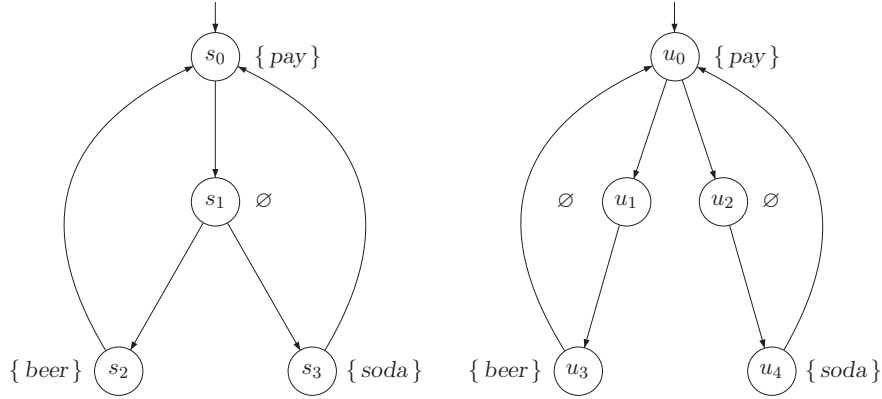 s₀ { pay } u₀ { pay }
s₁ ∅ ∅ u₁ u₂ ∅
{ beer } s₂ s₃ { soda } { beer } u₃ u₄ { soda }